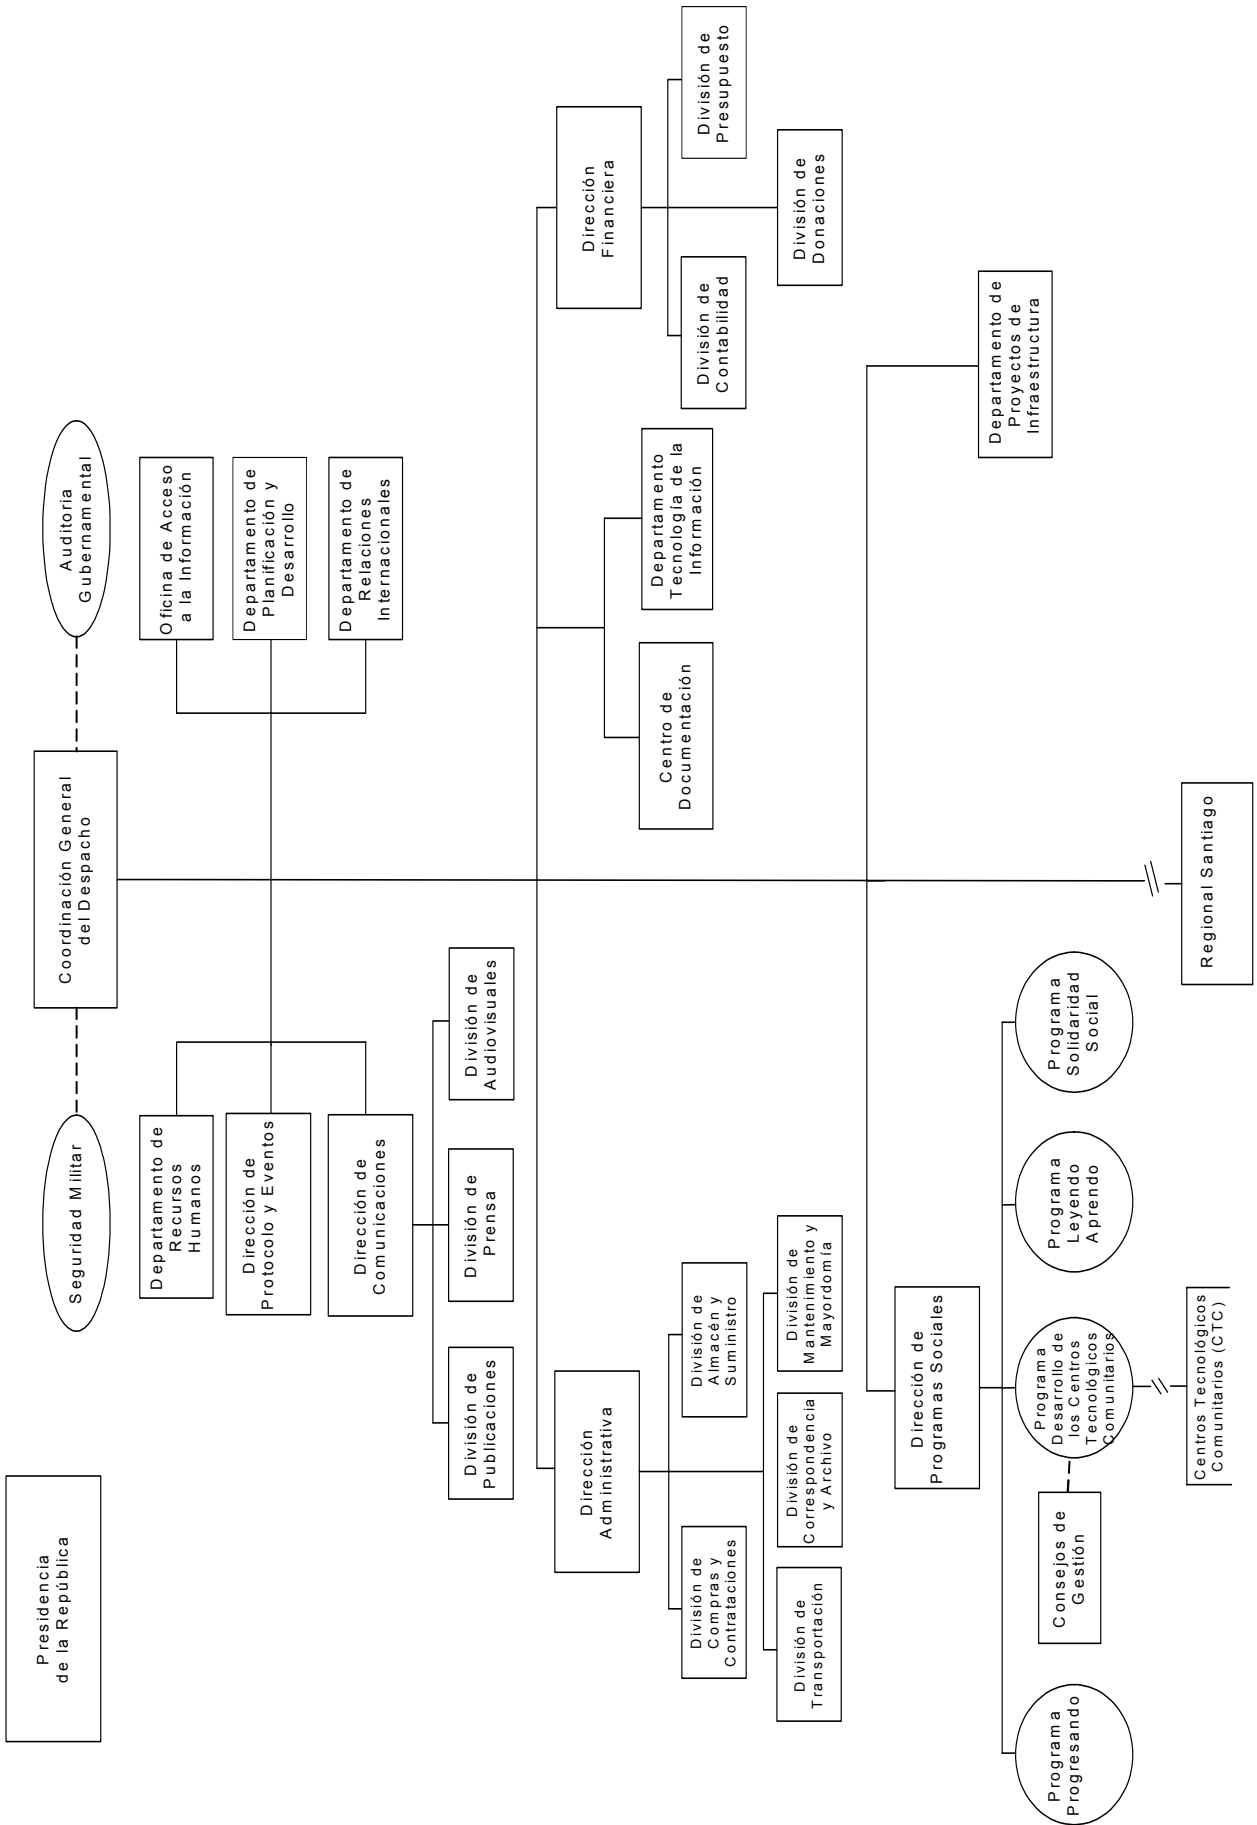 Presidencia
de la República
Seguridad Militar
Coordinación General
del Despacho
Auditoria
Gubernamental
Departamento de
Recursos
Humanos
Oficina de Acceso
a la Información
Dirección de
Protocolo y Eventos
Departamento de
Planificación y
Desarrollo
Dirección de
Comunicaciones
Departamento de
Relaciones
Internacionales
División de
Publicaciones
División de
Prensa
División de
Audiovisuales
Dirección
Administrativa
Dirección
Financiera
Centro de
Documentación
Departamento
Tecnología de la
Información
División de
Compras y
Contrataciones
División de
Almacén y
Suministro
División de
Contabilidad
División de
Presupuesto
División de
Transportación
División de
Correspondencia
y Archivo
División de
Mantenimiento y
Mayordomía
División de
Donaciones
Dirección de
Programas Sociales
Departamento de
Proyectos de
Infraestructura
Programa
Progresando
Consejos de
Gestión
Programa
Desarrollo de
los Centros
Tecnológicos
Comunitarios
Programa
Leyendo
Aprendo
Programa
Solidaridad
Social
Centros Tecnológicos
Comunitarios (CTC)
Regional Santiago